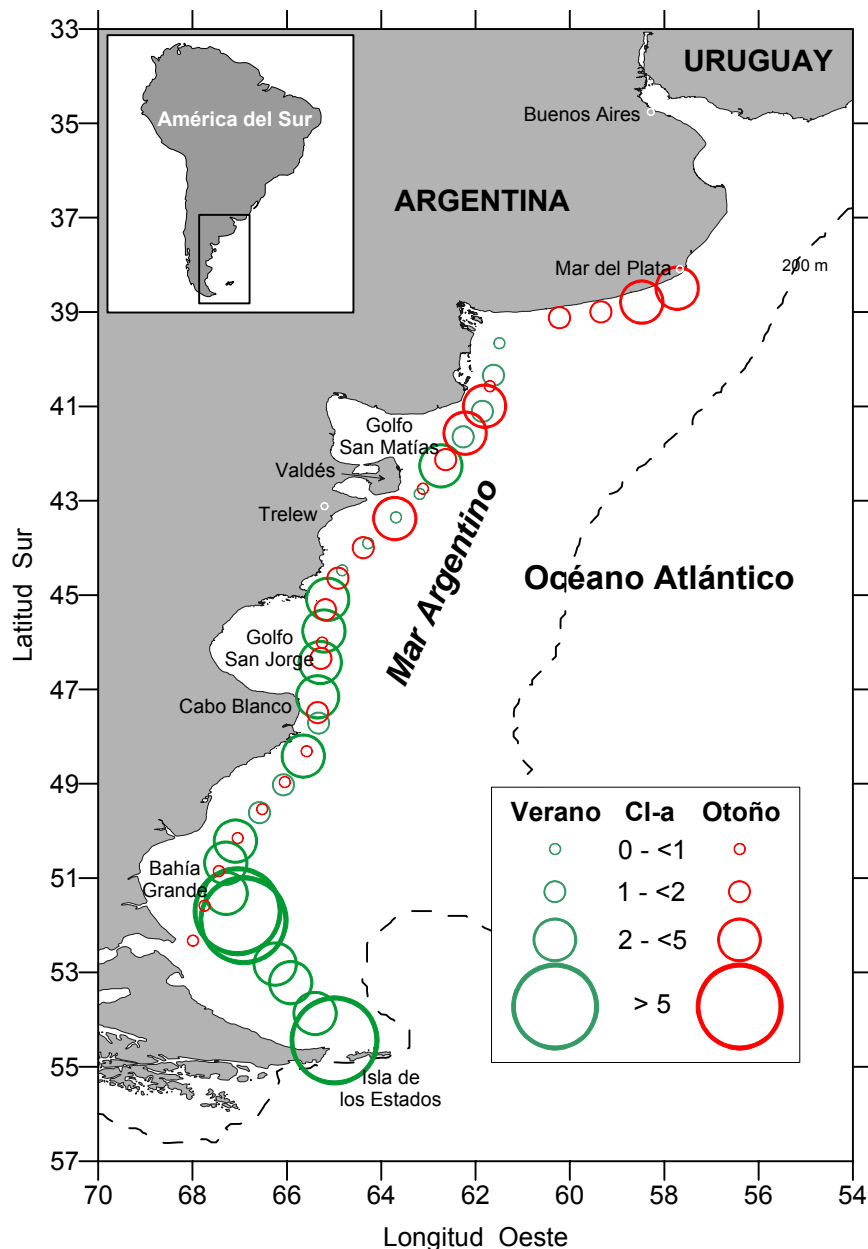 33
35
37
39
41
43
45
47
49
51
53
55
57
Latitud Sur
América del Sur
URUGUAY
Buenos Aires
ARGENTINA
Mar del Plata
200 m
Golfo
San Matías
Valdés
Trelew
Mar Argentino
Océano Atlántico
Golfo
San Jorge
Cabo Blanco
Bahía
Grande
Isla de
los Estados
Verano Cl-a Otoño
0 - <1
1 - <2
2 - <5
> 5
70 68 66 64 62 60 58 56 54
Longitud Oeste